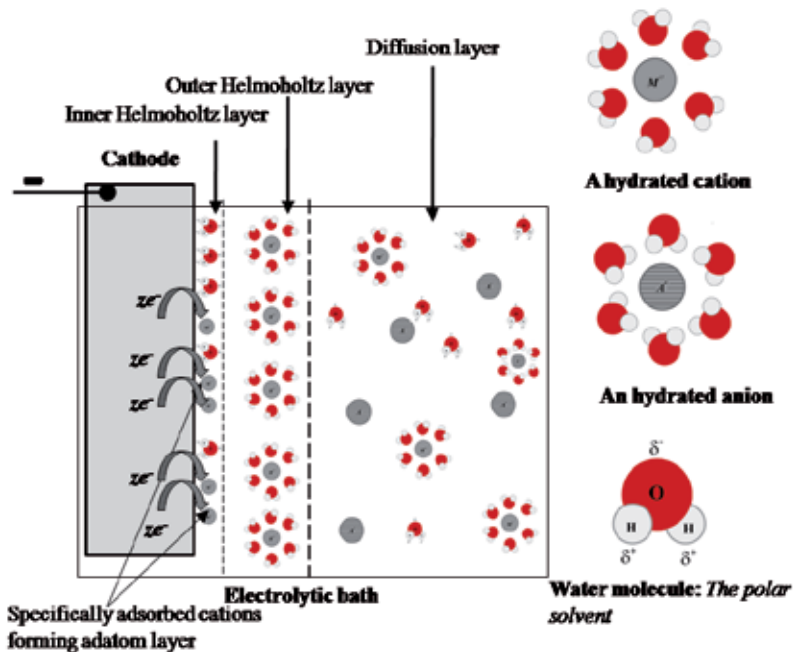 Diffusion layer
Outer Helmoholtz layer
Inner Helmoholtz layer
Cathode
ze⁻
ze⁻
ze⁻
ze⁻
ze⁻
Specifically adsorbed cations
forming adatom layer
Electrolytic bath
M⁺
A hydrated cation
A⁻
An hydrated anion
δ⁻
O
H
H
δ⁺
δ⁺
Water molecule: The polar
solvent